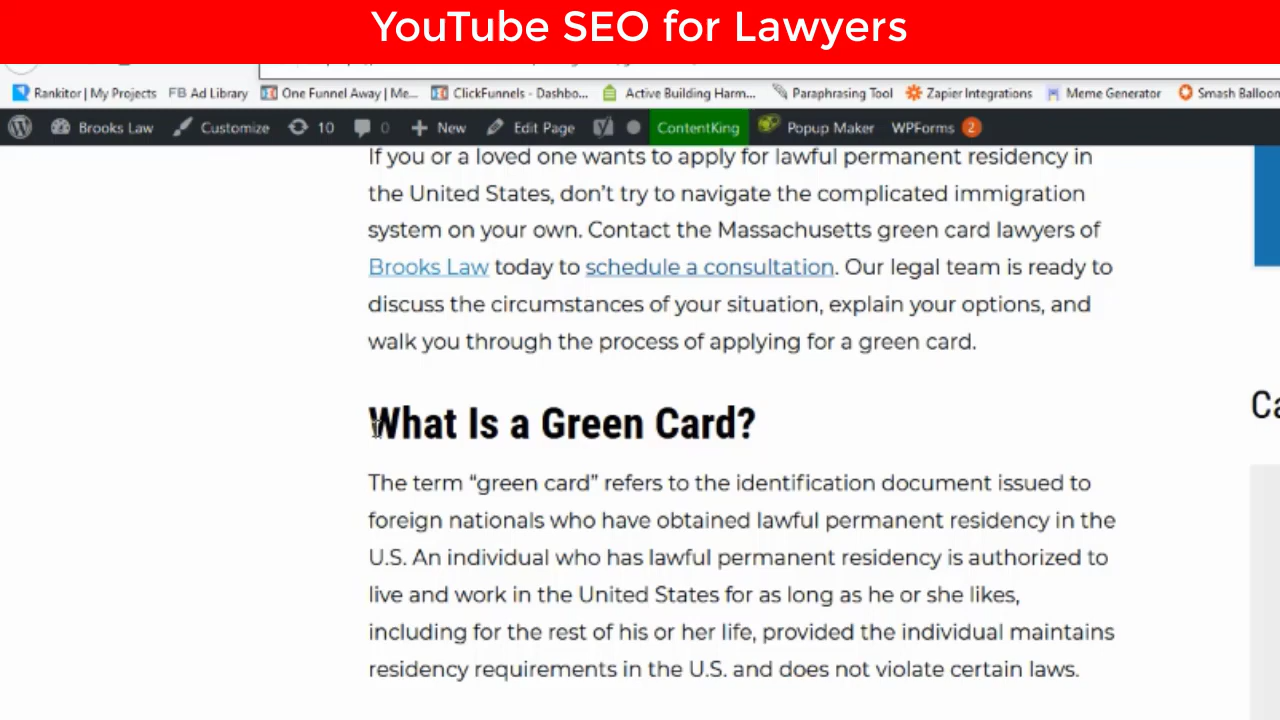 YouTube SEO for Lawyers
Rankitor | My Projects FB Ad Library One Funnel Away | Me... ClickFunnels - Dashbo... Active Building Harm... Paraphrasing Tool Zapier Integrations Meme Generator Smash Balloon
Brooks Law Customize 10 0 New Edit Page ContentKing Popup Maker WPForms 2
If you or a loved one wants to apply for lawful permanent residency in
the United States, don’t try to navigate the complicated immigration
system on your own. Contact the Massachusetts green card lawyers of
Brooks Law today to schedule a consultation. Our legal team is ready to
discuss the circumstances of your situation, explain your options, and
walk you through the process of applying for a green card.
What Is a Green Card?
Ca
The term “green card” refers to the identification document issued to
foreign nationals who have obtained lawful permanent residency in the
U.S. An individual who has lawful permanent residency is authorized to
live and work in the United States for as long as he or she likes,
including for the rest of his or her life, provided the individual maintains
residency requirements in the U.S. and does not violate certain laws.